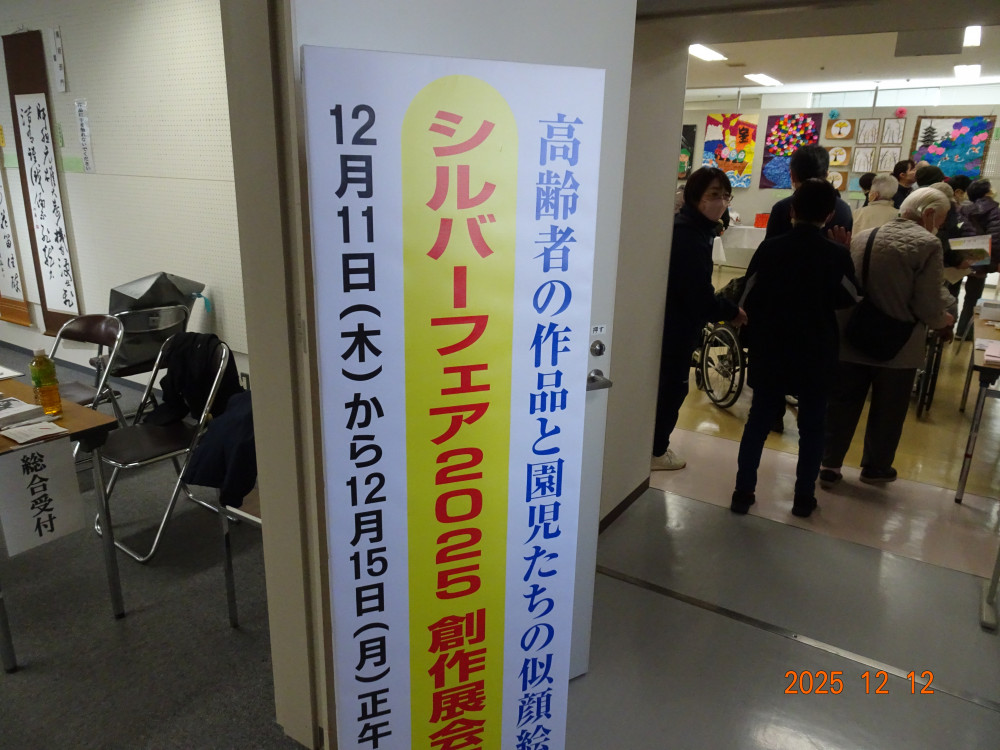 高齢者の作品と園児たちの似顔絵
シルバーフェア2025 創作展会
12月11日(木)から12月15日(月)正午
総合受付
押す
2025 12 12